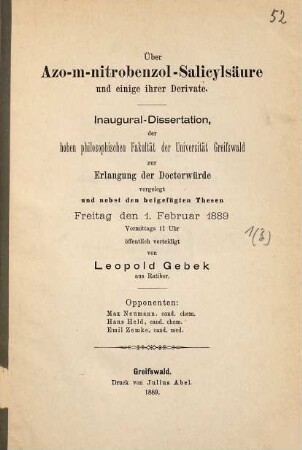 52
Über
Azo-m-nitrobenzol-Salicylsäure
und einige ihrer Derivate.
Inaugural-Dissertation,
der
hohen philosophischen Fakultät der Universität Greifswald
zur
Erlangung der Doctorwürde
vorgelegt
und nebst den beigefügten Thesen
Freitag den 1. Februar 1889
Vormittags 11 Uhr
öffentlich verteidigt
von
Leopold Gebek
aus Ratibor.
Opponenten:
Max Neumann, cand. chem.
Hans Held, cand. chem.
Emil Zemke, cand. med.
Greifswald.
Druck von Julius Abel.
1889.